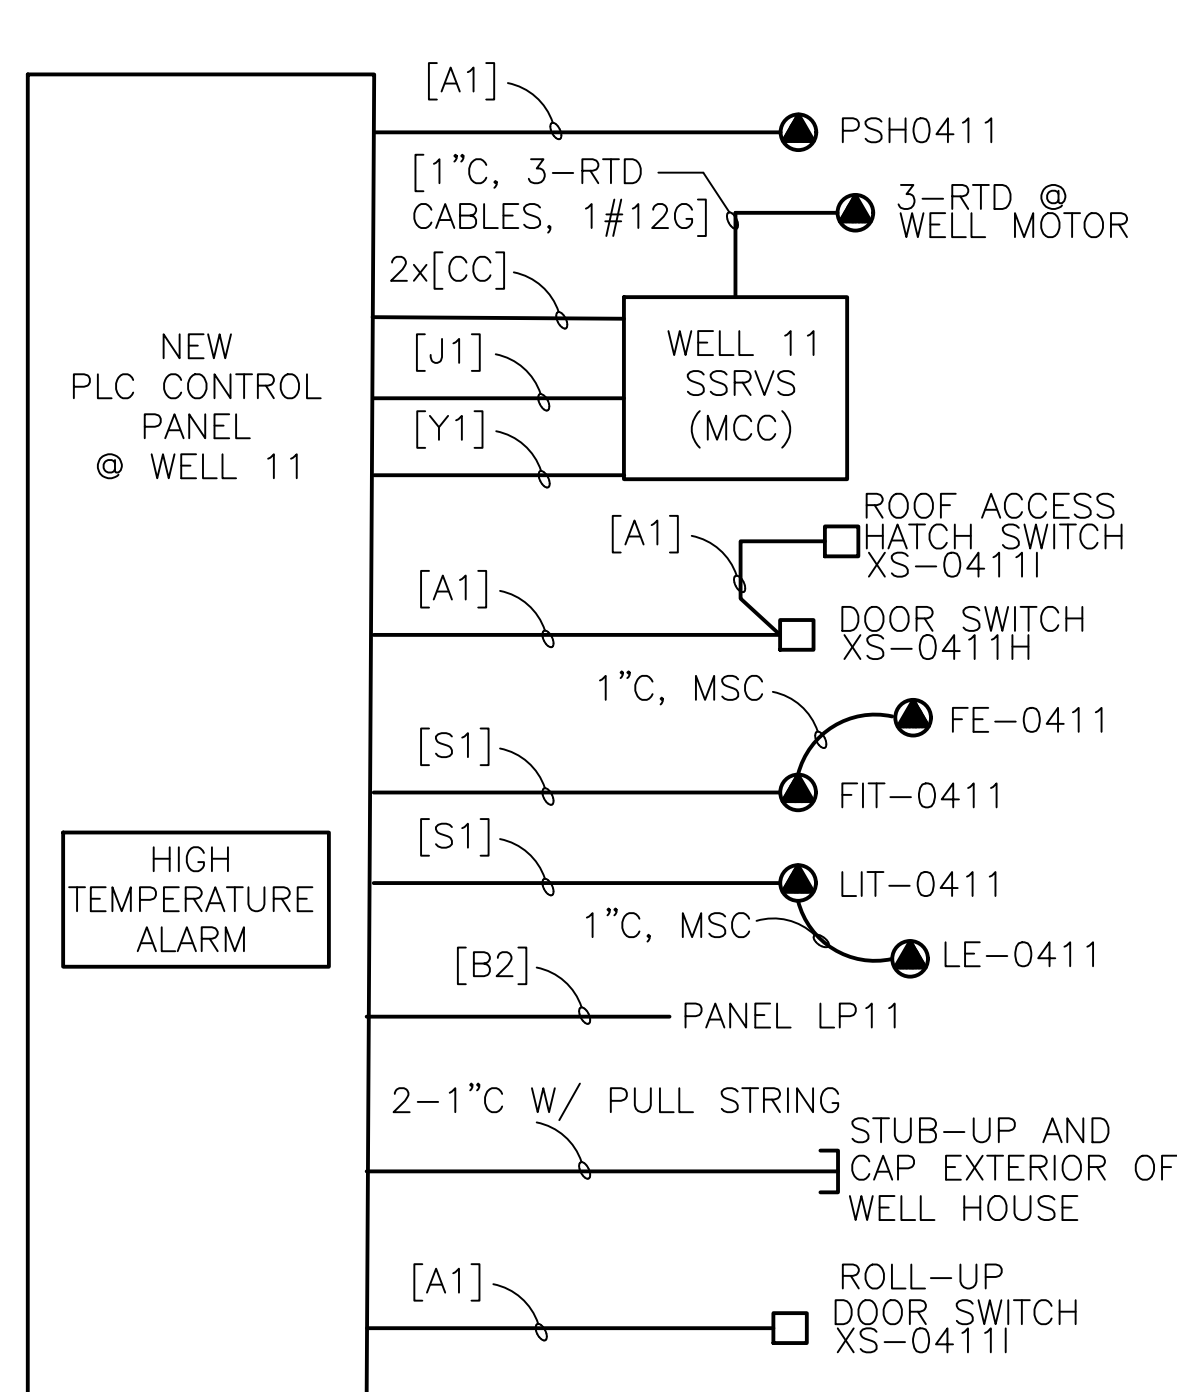 [A1]
PSH0411
[1”C, 3-RTD
CABLES, 1#12G]
3-RTD @
WELL MOTOR
2x[CC]
NEW
PLC CONTROL
PANEL
@ WELL 11
[J1]
WELL 11
SSRVS
(MCC)
[Y1]
ROOF ACCESS
HATCH SWITCH
XS-0411I
[A1]
[A1]
DOOR SWITCH
XS-0411H
1”C, MSC
FE-0411
[S1]
FIT-0411
[S1]
HIGH
TEMPERATURE
ALARM
LIT-0411
1”C, MSC
LE-0411
[B2]
PANEL LP11
2-1”C W/ PULL STRING
STUB-UP AND
CAP EXTERIOR OF
WELL HOUSE
[A1]
ROLL-UP
DOOR SWITCH
XS-0411I